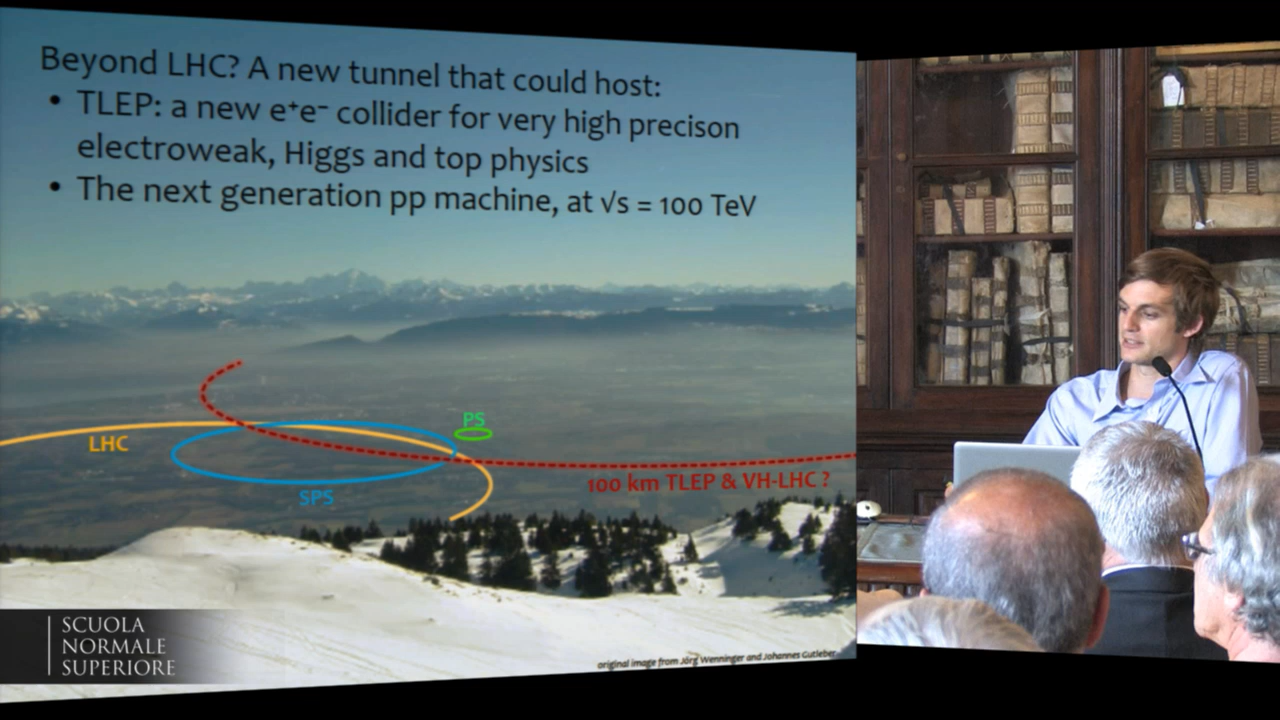 Beyond LHC? A new tunnel that could host:
• TLEP: a new e⁺e⁻ collider for very high precison
electroweak, Higgs and top physics
• The next generation pp machine, at √s = 100 TeV
PS
LHC
SPS
100 km TLEP & VH-LHC ?
SCUOLA
NORMALE
SUPERIORE
original image from Jörg Wenninger and Johannes Gutleber